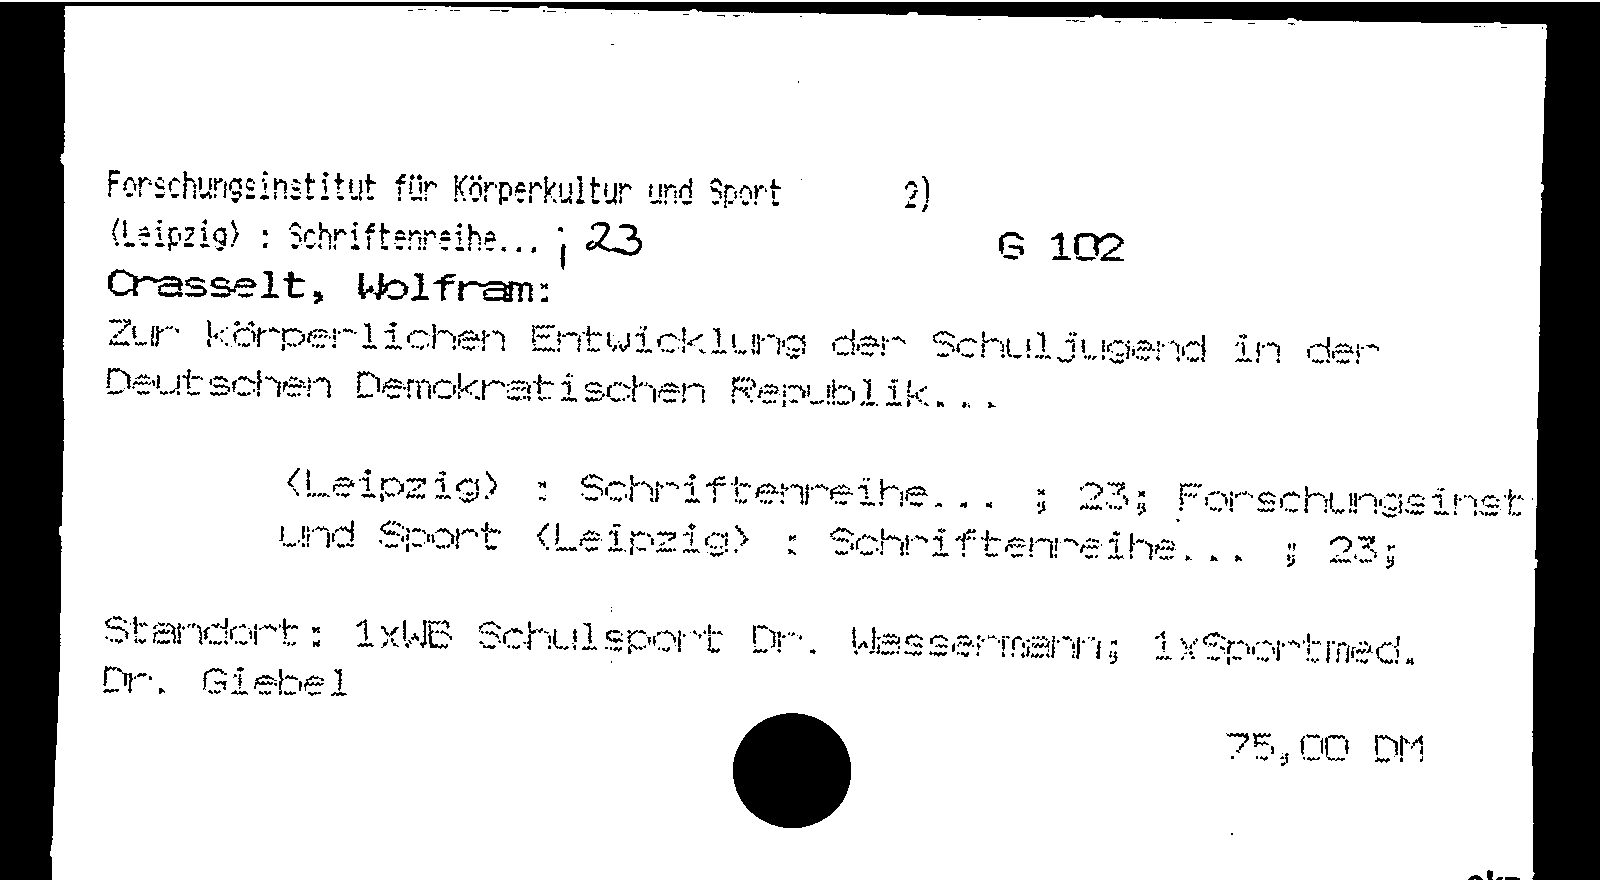 Forschungsinstitut für Körperkultur und Sport 2)
(Leipzig) : Schriftenreihe... ; 23
G 102
Crasselt, Wolfram:
Zur körperlichen Entwicklung der Schuljugend in der
Deutschen Demokratischen Republik...
(Leipzig) : Schriftenreihe... ; 23; Forschungsinst
und Sport (Leipzig) : Schriftenreihe... ; 23;
Standort: 1xWB Schulsport Dr. Wassermann; 1xSportmed.
Dr. Giebel
75,00 DM